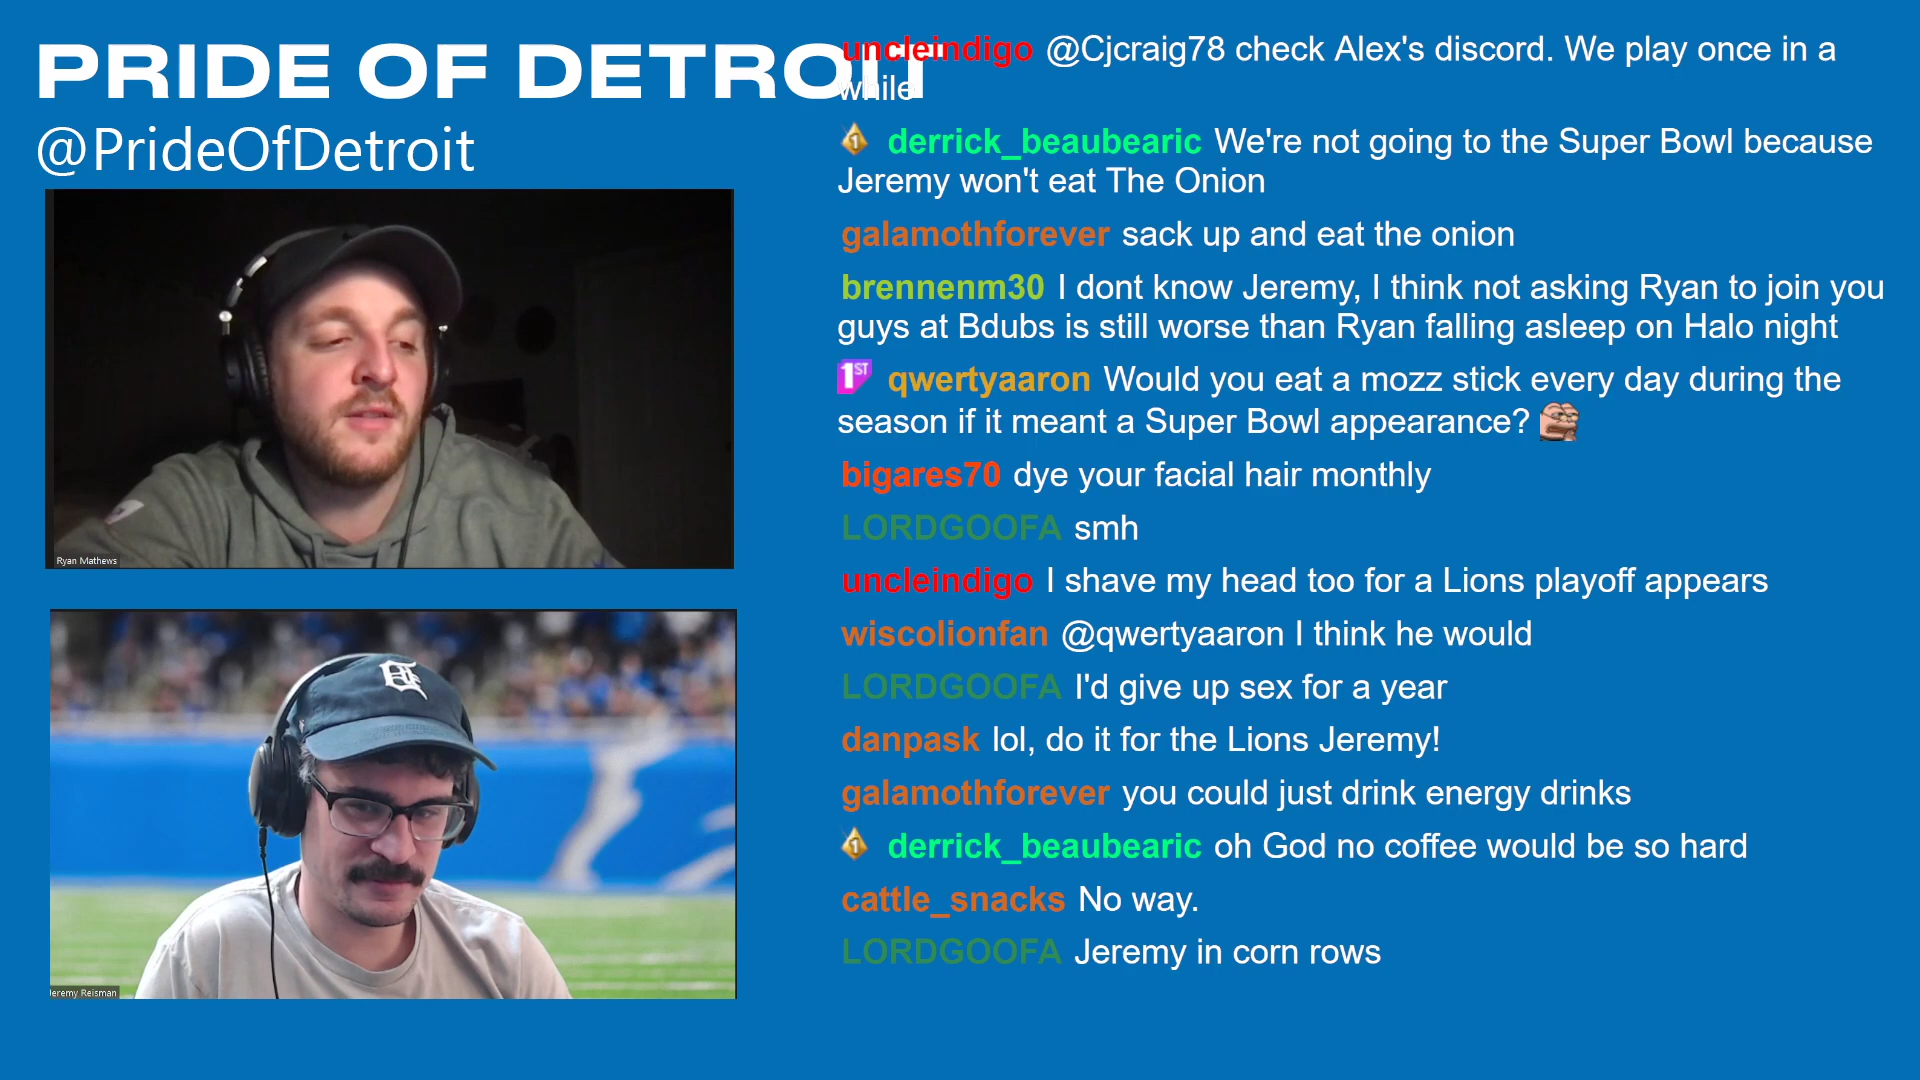 PRIDE OF DETROIT
@PrideOfDetroit
Ryan Mathews
Jeremy Reisman
uncleindigo @Cjcraig78 check Alex's discord. We play once in a
while
1 derrick_beaubearic We're not going to the Super Bowl because
Jeremy won't eat The Onion
galamothforever sack up and eat the onion
brennenm30 I dont know Jeremy, I think not asking Ryan to join you
guys at Bdubs is still worse than Ryan falling asleep on Halo night
1ST qwertyaaron Would you eat a mozz stick every day during the
season if it meant a Super Bowl appearance?
bigares70 dye your facial hair monthly
LORDGOOFA smh
uncleindigo I shave my head too for a Lions playoff appears
wiscolionfan @qwertyaaron I think he would
LORDGOOFA I'd give up sex for a year
danpask lol, do it for the Lions Jeremy!
galamothforever you could just drink energy drinks
1 derrick_beaubearic oh God no coffee would be so hard
cattle_snacks No way.
LORDGOOFA Jeremy in corn rows